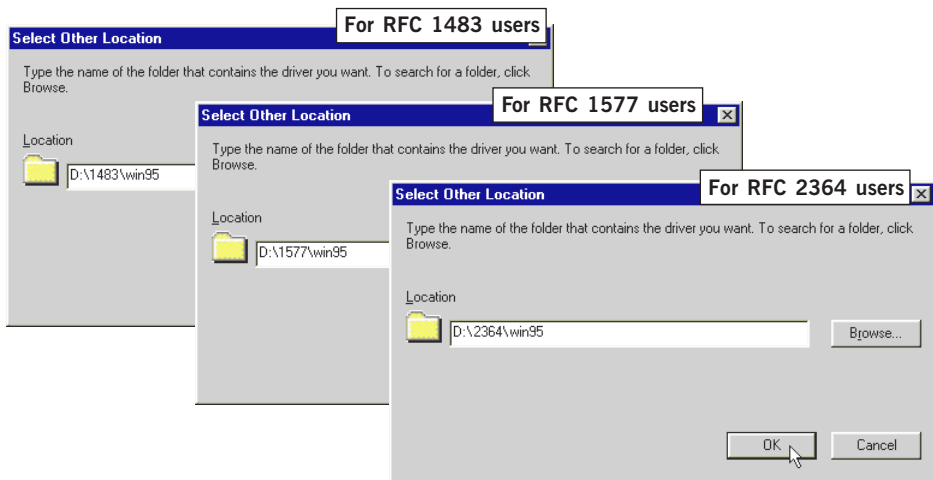 For RFC 1483 users
Select Other Location
Type the name of the folder that contains the driver you want. To search for a folder, click
Browse.
Location
D:\1483\win95
For RFC 1577 users
Select Other Location
Type the name of the folder that contains the driver you want. To search for a folder, click
Browse.
Location
D:\1577\win95
For RFC 2364 users
Select Other Location
Type the name of the folder that contains the driver you want. To search for a folder, click
Browse.
Location
D:\2364\win95
Browse...
OK
Cancel